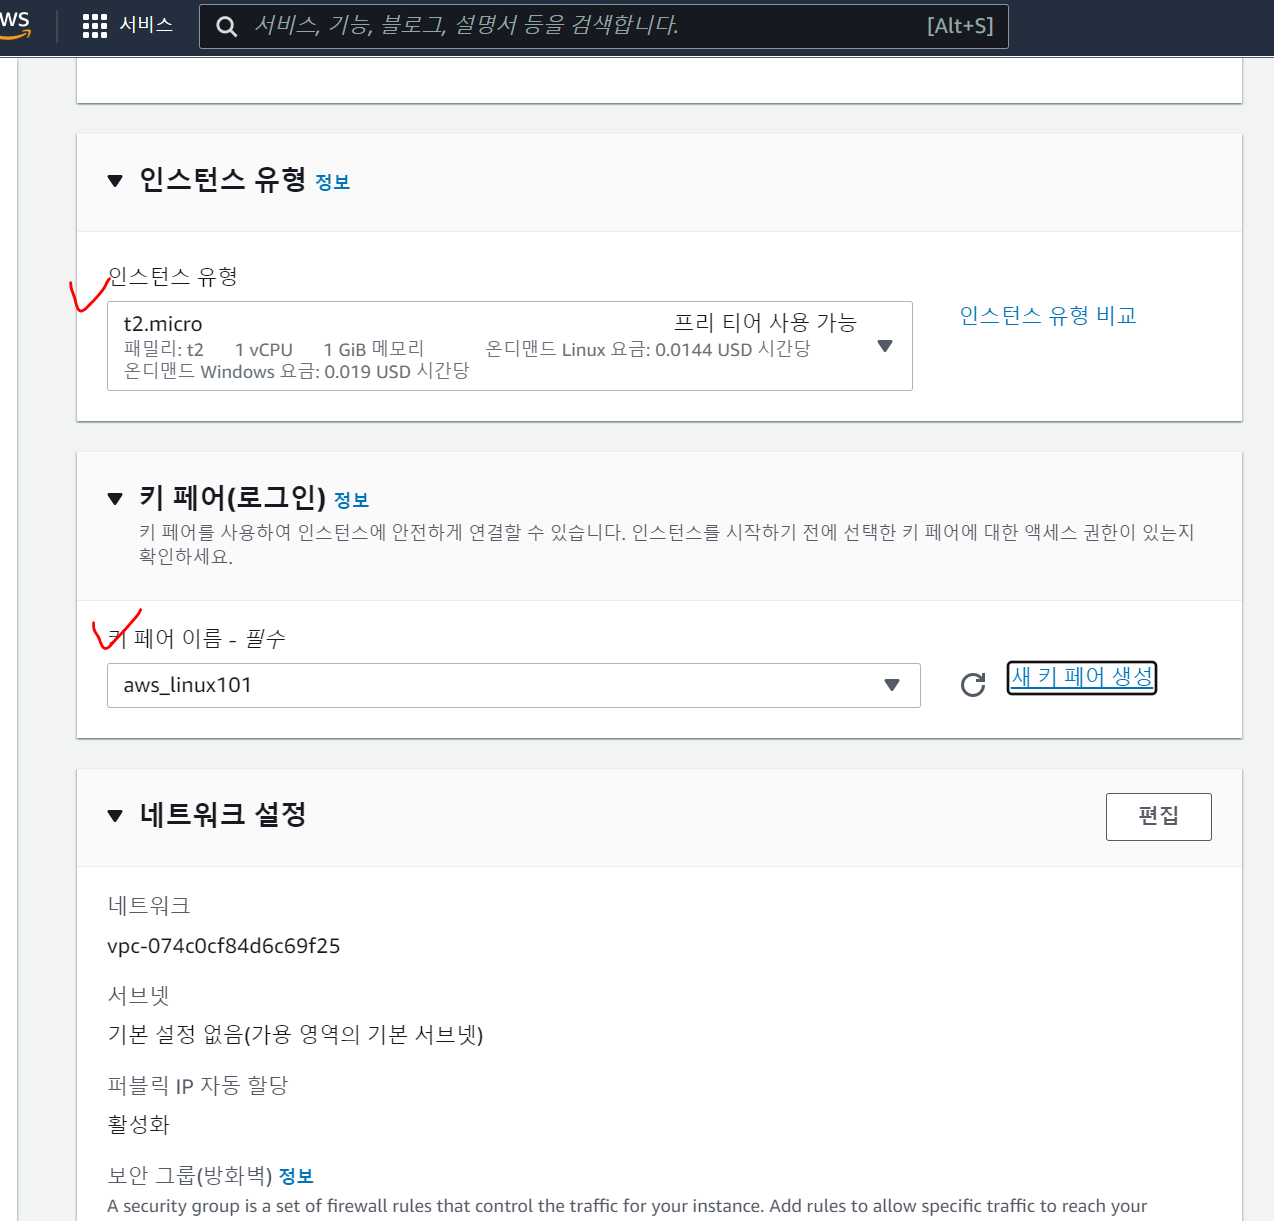 WS
서비스
서비스, 기능, 블로그, 설명서 등을 검색합니다.
[Alt+S]
인스턴스 유형 정보
인스턴스 유형
t2.micro 프리 티어 사용 가능
패밀리: t2 1 vCPU 1 GiB 메모리 온디맨드 Linux 요금: 0.0144 USD 시간당
온디맨드 Windows 요금: 0.019 USD 시간당
인스턴스 유형 비교
키 페어(로그인) 정보
키 페어를 사용하여 인스턴스에 안전하게 연결할 수 있습니다. 인스턴스를 시작하기 전에 선택한 키 페어에 대한 액세스 권한이 있는지
확인하세요.
키 페어 이름 - 필수
aws_linux101
새 키 페어 생성
네트워크 설정
편집
네트워크
vpc-074c0cf84d6c69f25
서브넷
기본 설정 없음(가용 영역의 기본 서브넷)
퍼블릭 IP 자동 할당
활성화
보안 그룹(방화벽) 정보
A security group is a set of firewall rules that control the traffic for your instance. Add rules to allow specific traffic to reach your